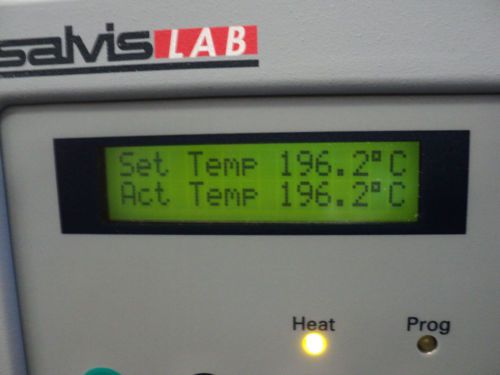 salvis LAB
Set Temp 196.2°C
Act Temp 196.2°C
Heat Prog